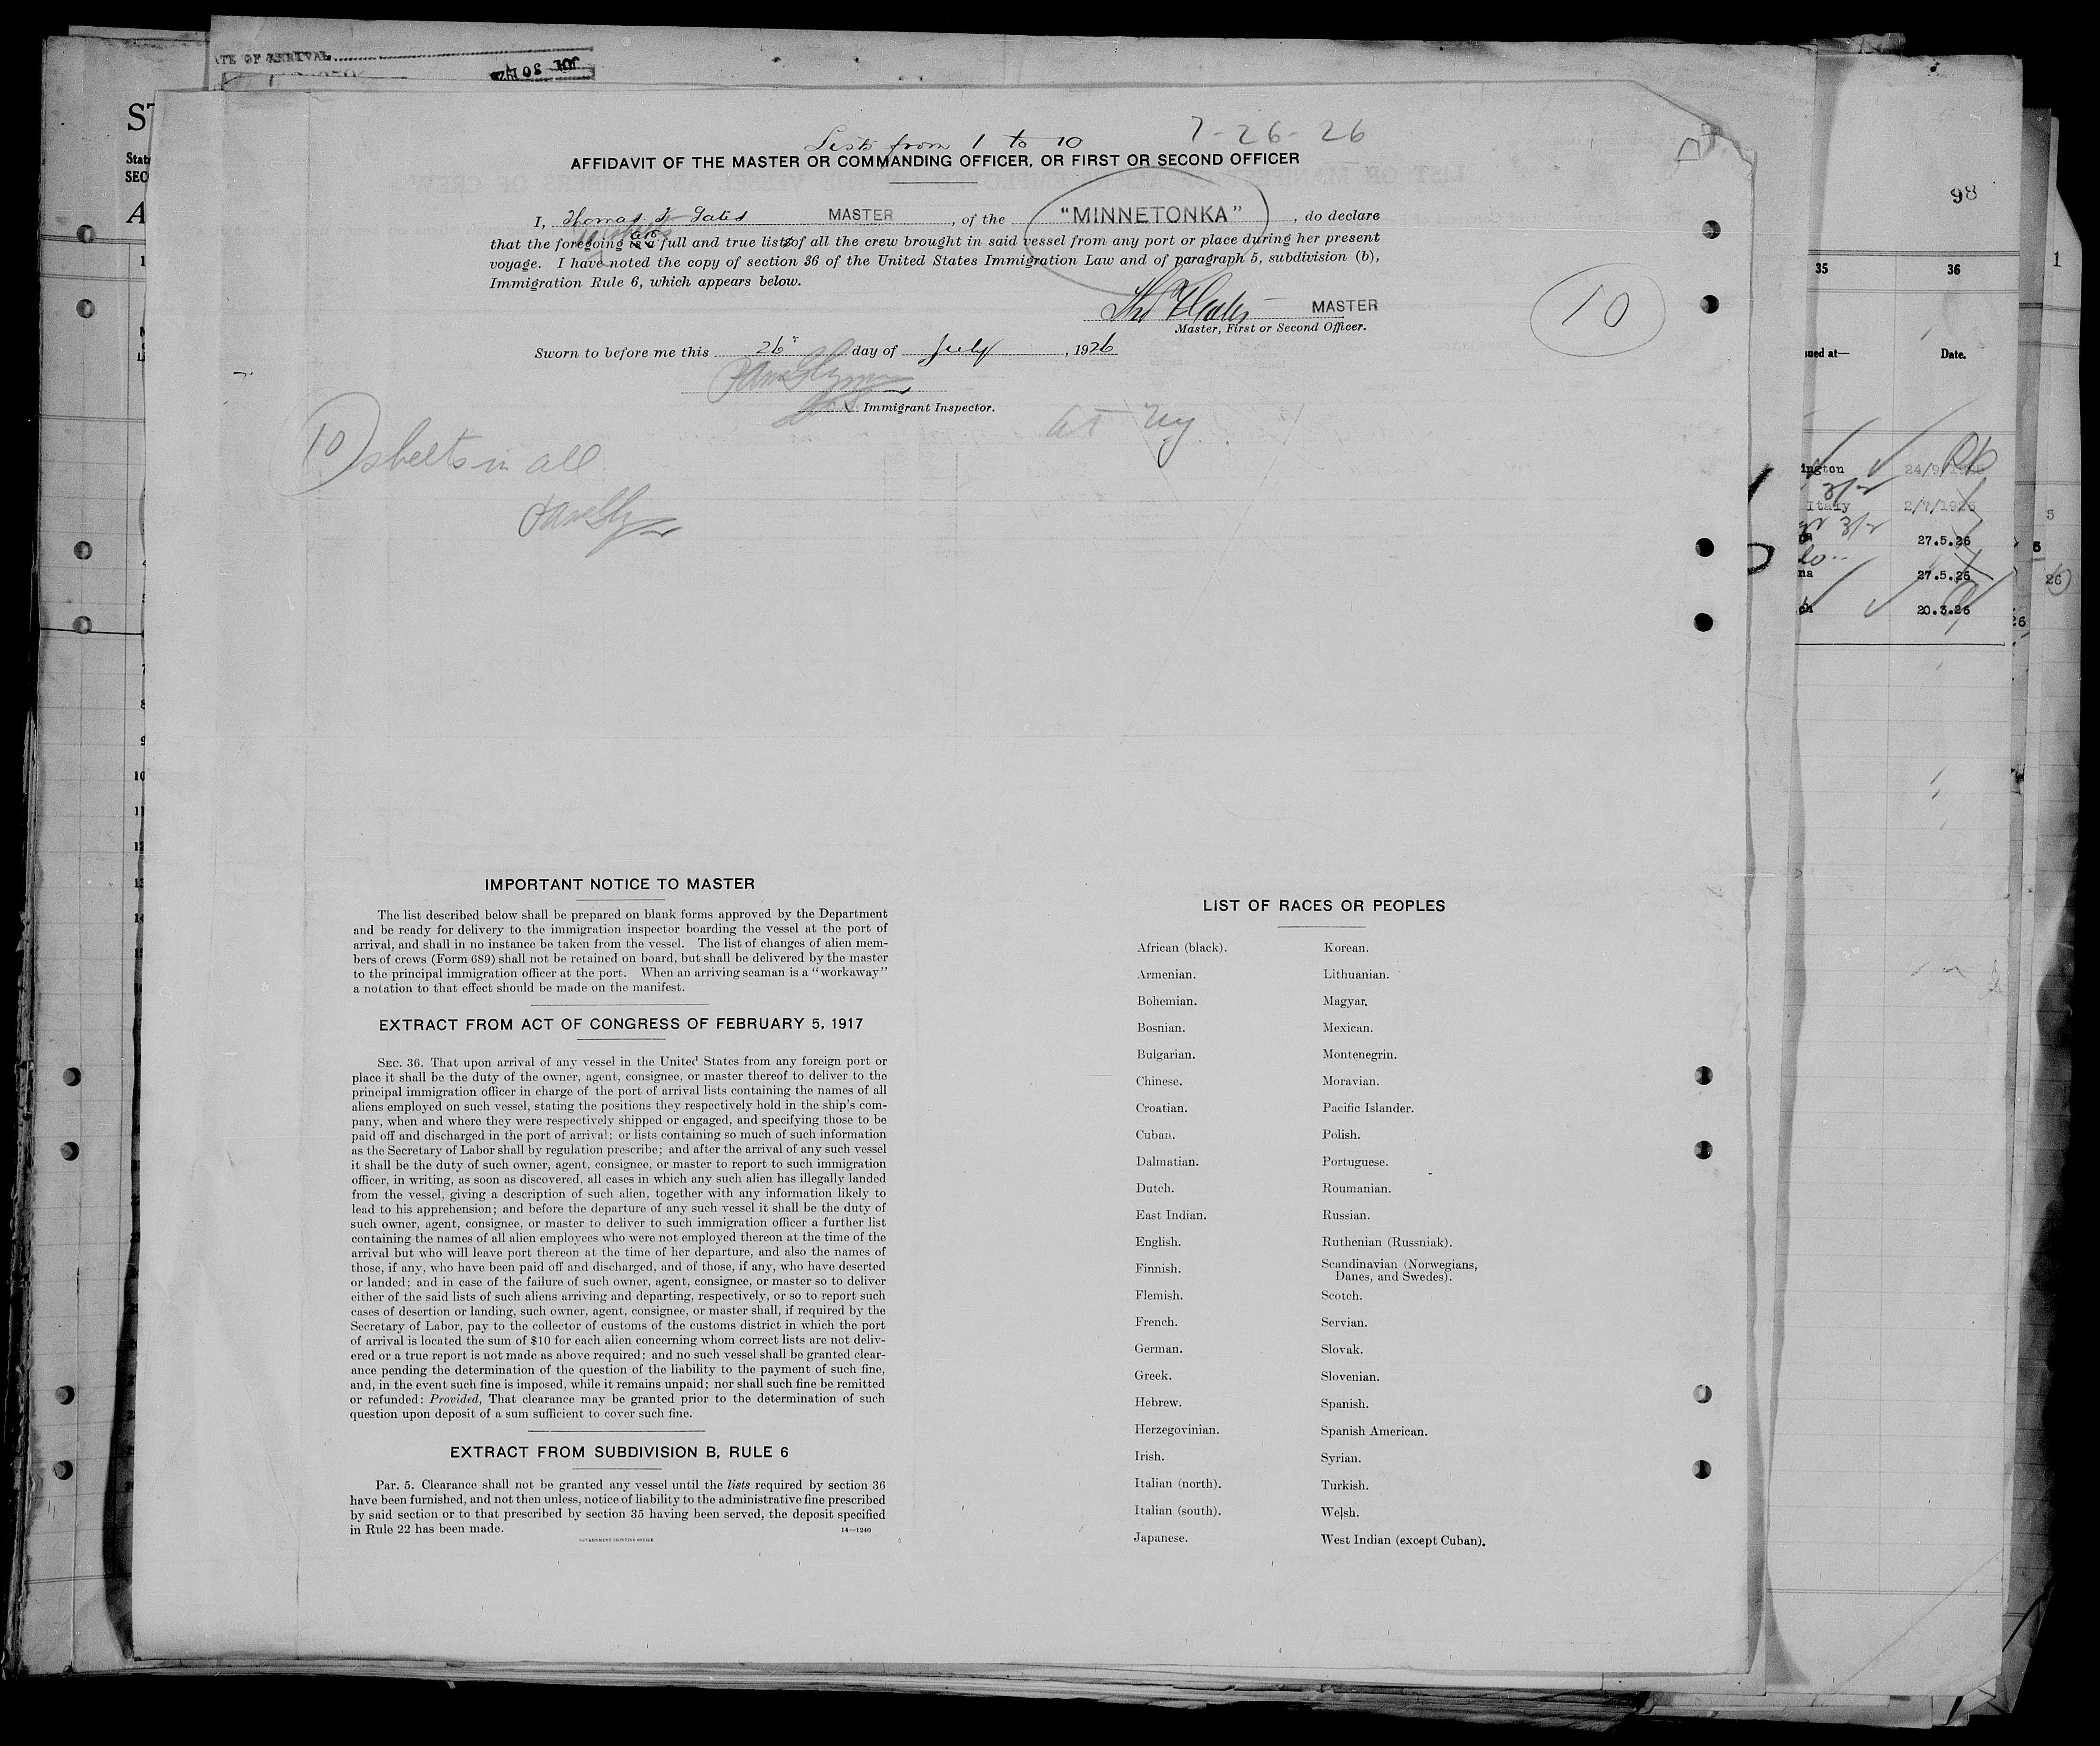 ATE OF ARRIVAL
JUL 30 192
98
Lists from 1 to 10
7-26-26
AFFIDAVIT OF THE MASTER OR COMMANDING OFFICER, OR FIRST OR SECOND OFFICER
I, Thomas F Gates MASTER, of the "MINNETONKA", do declare
that the foregoing are full and true lists of all the crew brought in said vessel from any port or place during her present
voyage. I have noted the copy of section 36 of the United States Immigration Law and of paragraph 5, subdivision (b),
Immigration Rule 6, which appears below.
Thos F Gates MASTER
Master, First or Second Officer.
10
Sworn to before me this 26" day of July, 1926
Immigrant Inspector.
at NY
10 sheets in all
35 36
sued at— Date.
ington 24/9/1925
Italy 2/7/1926
27.5.26
na 27.5.26
20.3.26
IMPORTANT NOTICE TO MASTER
The list described below shall be prepared on blank forms approved by the Department
and be ready for delivery to the immigration inspector boarding the vessel at the port of
arrival, and shall in no instance be taken from the vessel. The list of changes of alien mem-
bers of crews (Form 689) shall not be retained on board, but shall be delivered by the master
to the principal immigration officer at the port. When an arriving seaman is a "workaway"
a notation to that effect should be made on the manifest.
EXTRACT FROM ACT OF CONGRESS OF FEBRUARY 5, 1917
SEC. 36. That upon arrival of any vessel in the United States from any foreign port or
place it shall be the duty of the owner, agent, consignee, or master thereof to deliver to the
principal immigration officer in charge of the port of arrival lists containing the names of all
aliens employed on such vessel, stating the positions they respectively hold in the ship's com-
pany, when and where they were respectively shipped or engaged, and specifying those to be
paid off and discharged in the port of arrival; or lists containing so much of such information
as the Secretary of Labor shall by regulation prescribe; and after the arrival of any such vessel
it shall be the duty of such owner, agent, consignee, or master to report to such immigration
officer, in writing, as soon as discovered, all cases in which any such alien has illegally landed
from the vessel, giving a description of such alien, together with any information likely to
lead to his apprehension; and before the departure of any such vessel it shall be the duty of
such owner, agent, consignee, or master to deliver to such immigration officer a further list
containing the names of all alien employees who were not employed thereon at the time of the
arrival but who will leave port thereon at the time of her departure, and also the names of
those, if any, who have been paid off and discharged, and of those, if any, who have deserted
or landed; and in case of the failure of such owner, agent, consignee, or master so to deliver
either of the said lists of such aliens arriving and departing, respectively, or so to report such
cases of desertion or landing, such owner, agent, consignee, or master shall, if required by the
Secretary of Labor, pay to the collector of customs of the customs district in which the port
of arrival is located the sum of $10 for each alien concerning whom correct lists are not deliv-
ered or a true report is not made as above required; and no such vessel shall be granted clear-
ance pending the determination of the question of the liability to the payment of such fine,
and, in the event such fine is imposed, while it remains unpaid; nor shall such fine be remitted
or refunded: Provided, That clearance may be granted prior to the determination of such
question upon deposit of a sum sufficient to cover such fine.
EXTRACT FROM SUBDIVISION B, RULE 6
Par. 5. Clearance shall not be granted any vessel until the lists required by section 36
have been furnished, and not then unless, notice of liability to the administrative fine prescribed
by said section or to that prescribed by section 35 having been served, the deposit specified
in Rule 22 has been made.
14—1240
GOVERNMENT PRINTING OFFICE
LIST OF RACES OR PEOPLES
African (black).
Armenian.
Bohemian.
Bosnian.
Bulgarian.
Chinese.
Croatian.
Cuban.
Dalmatian.
Dutch.
East Indian.
English.
Finnish.
Flemish.
French.
German.
Greek.
Hebrew.
Herzegovinian.
Irish.
Italian (north).
Italian (south).
Japanese.
Korean.
Lithuanian.
Magyar.
Mexican.
Montenegrin.
Moravian.
Pacific Islander.
Polish.
Portuguese.
Roumanian.
Russian.
Ruthenian (Russniak).
Scandinavian (Norwegians,
Danes, and Swedes).
Scotch.
Servian.
Slovak.
Slovenian.
Spanish.
Spanish American.
Syrian.
Turkish.
Welsh.
West Indian (except Cuban).